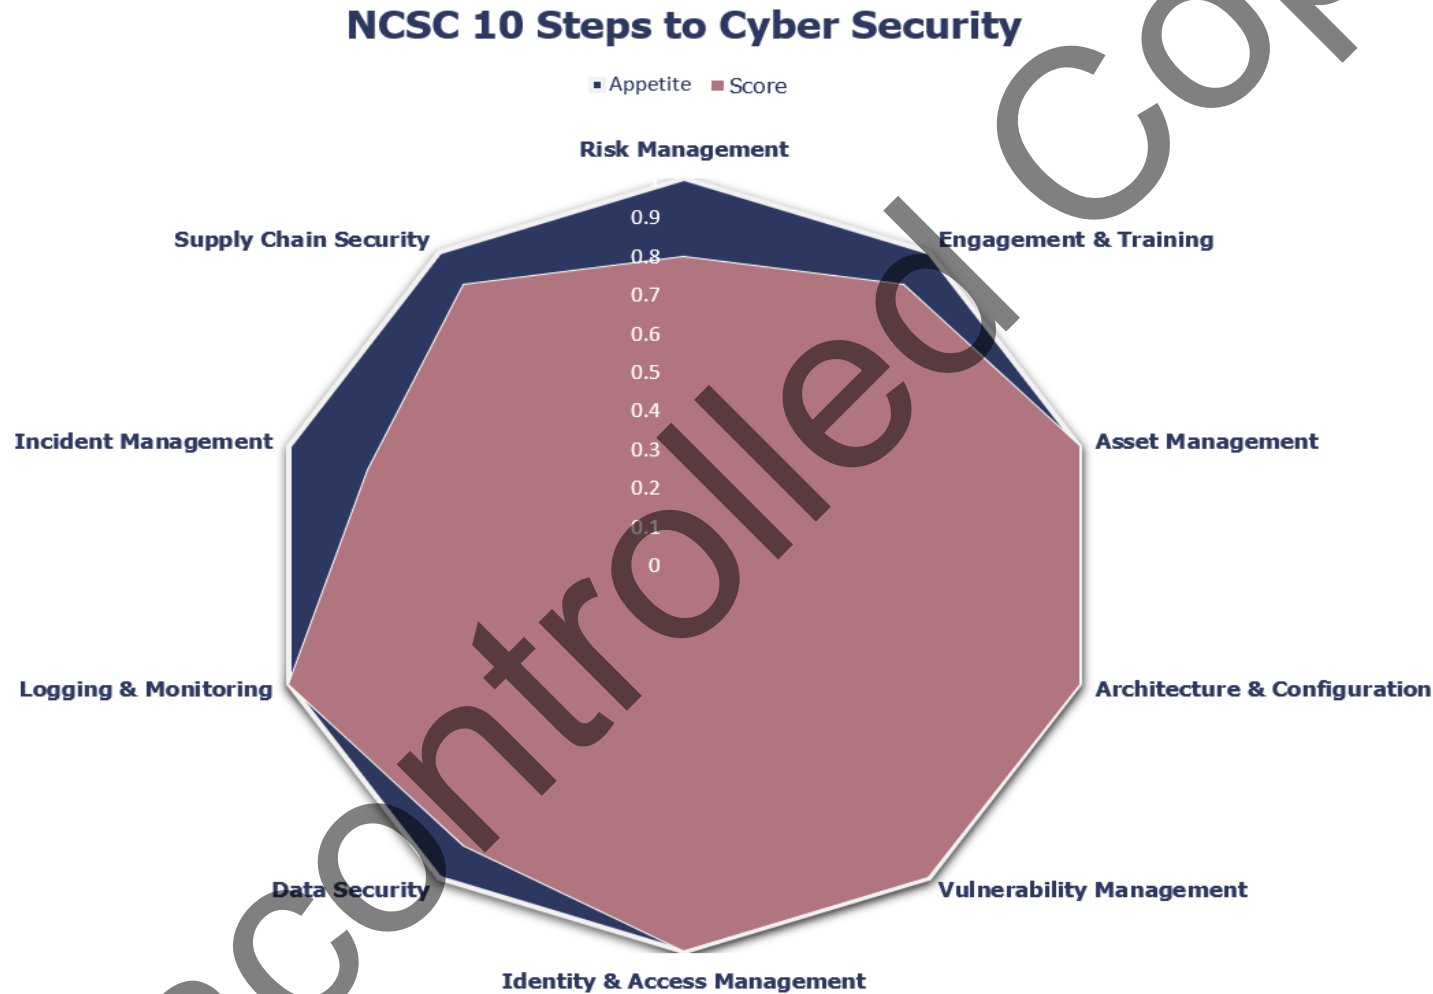 NCSC 10 Steps to Cyber Security
Appetite Score
Risk Management
Engagement & Training
Asset Management
Architecture & Configuration
Vulnerability Management
Identity & Access Management
Data Security
Logging & Monitoring
Incident Management
Supply Chain Security
0.9
0.8
0.7
0.6
0.5
0.4
0.3
0.2
0.1
0
ncontrolled Cop